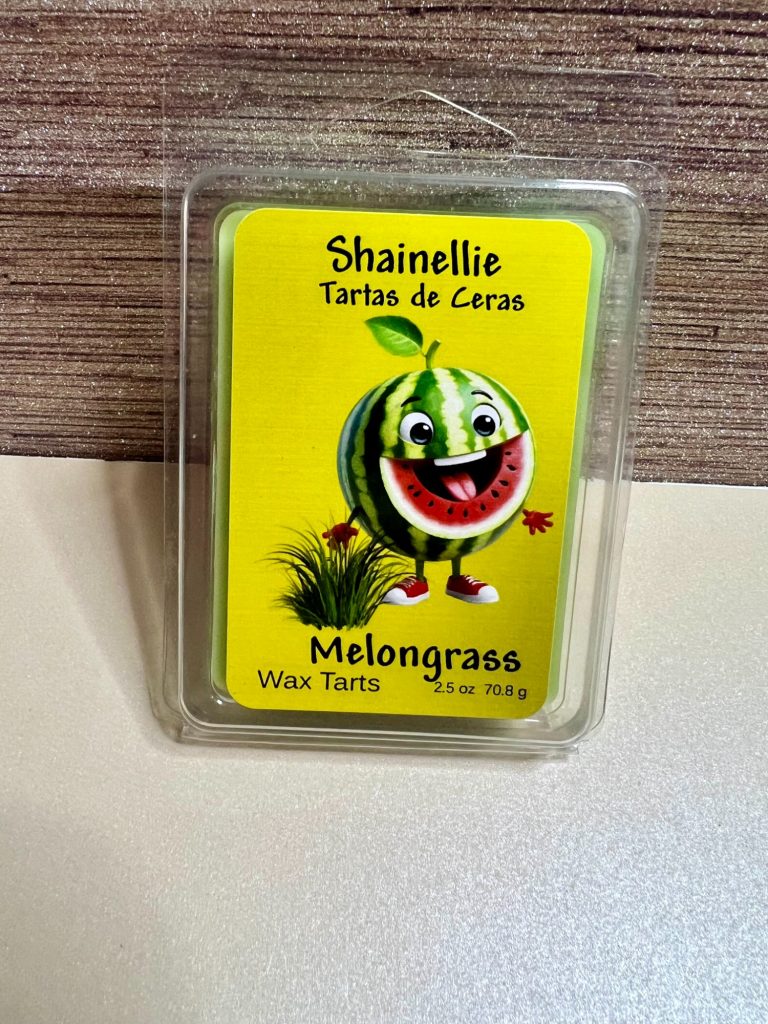 Shainellie
Tartas de Ceras
Melongrass
Wax Tarts 2.5 oz 70.8 g